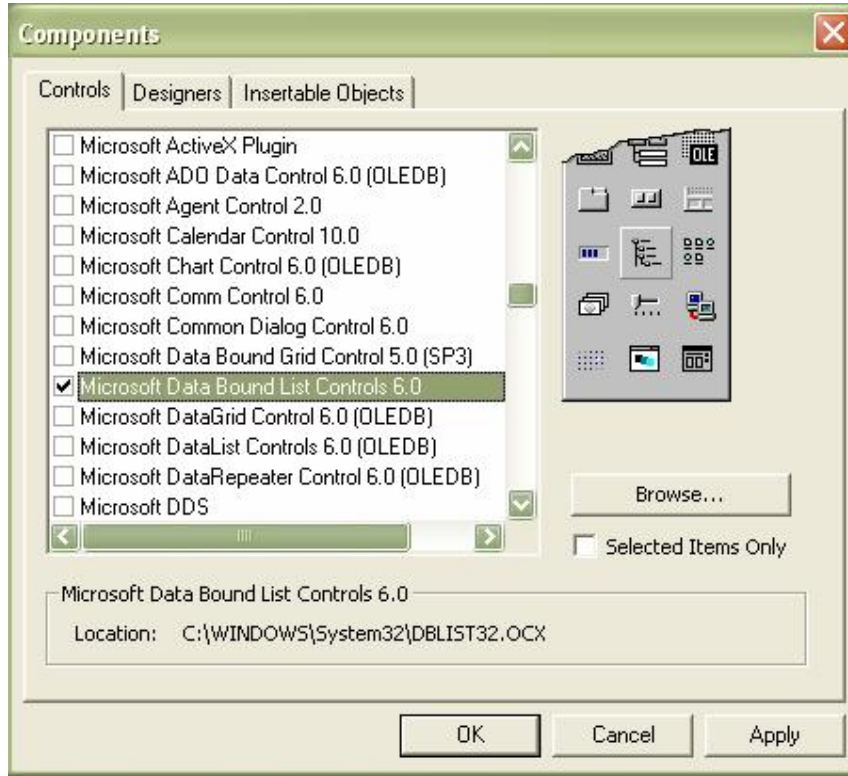 Components
Controls Designers Insertable Objects
Microsoft ActiveX Plugin
Microsoft ADO Data Control 6.0 (OLEDB)
Microsoft Agent Control 2.0
Microsoft Calendar Control 10.0
Microsoft Chart Control 6.0 (OLEDB)
Microsoft Comm Control 6.0
Microsoft Common Dialog Control 6.0
Microsoft Data Bound Grid Control 5.0 (SP3)
Microsoft Data Bound List Controls 6.0
Microsoft DataGrid Control 6.0 (OLEDB)
Microsoft DataList Controls 6.0 (OLEDB)
Microsoft DataRepeater Control 6.0 (OLEDB)
Microsoft DDS
OLE
Browse...
Selected Items Only
Microsoft Data Bound List Controls 6.0
Location: C:\WINDOWS\System32\DBLIST32.OCX
OK Cancel Apply